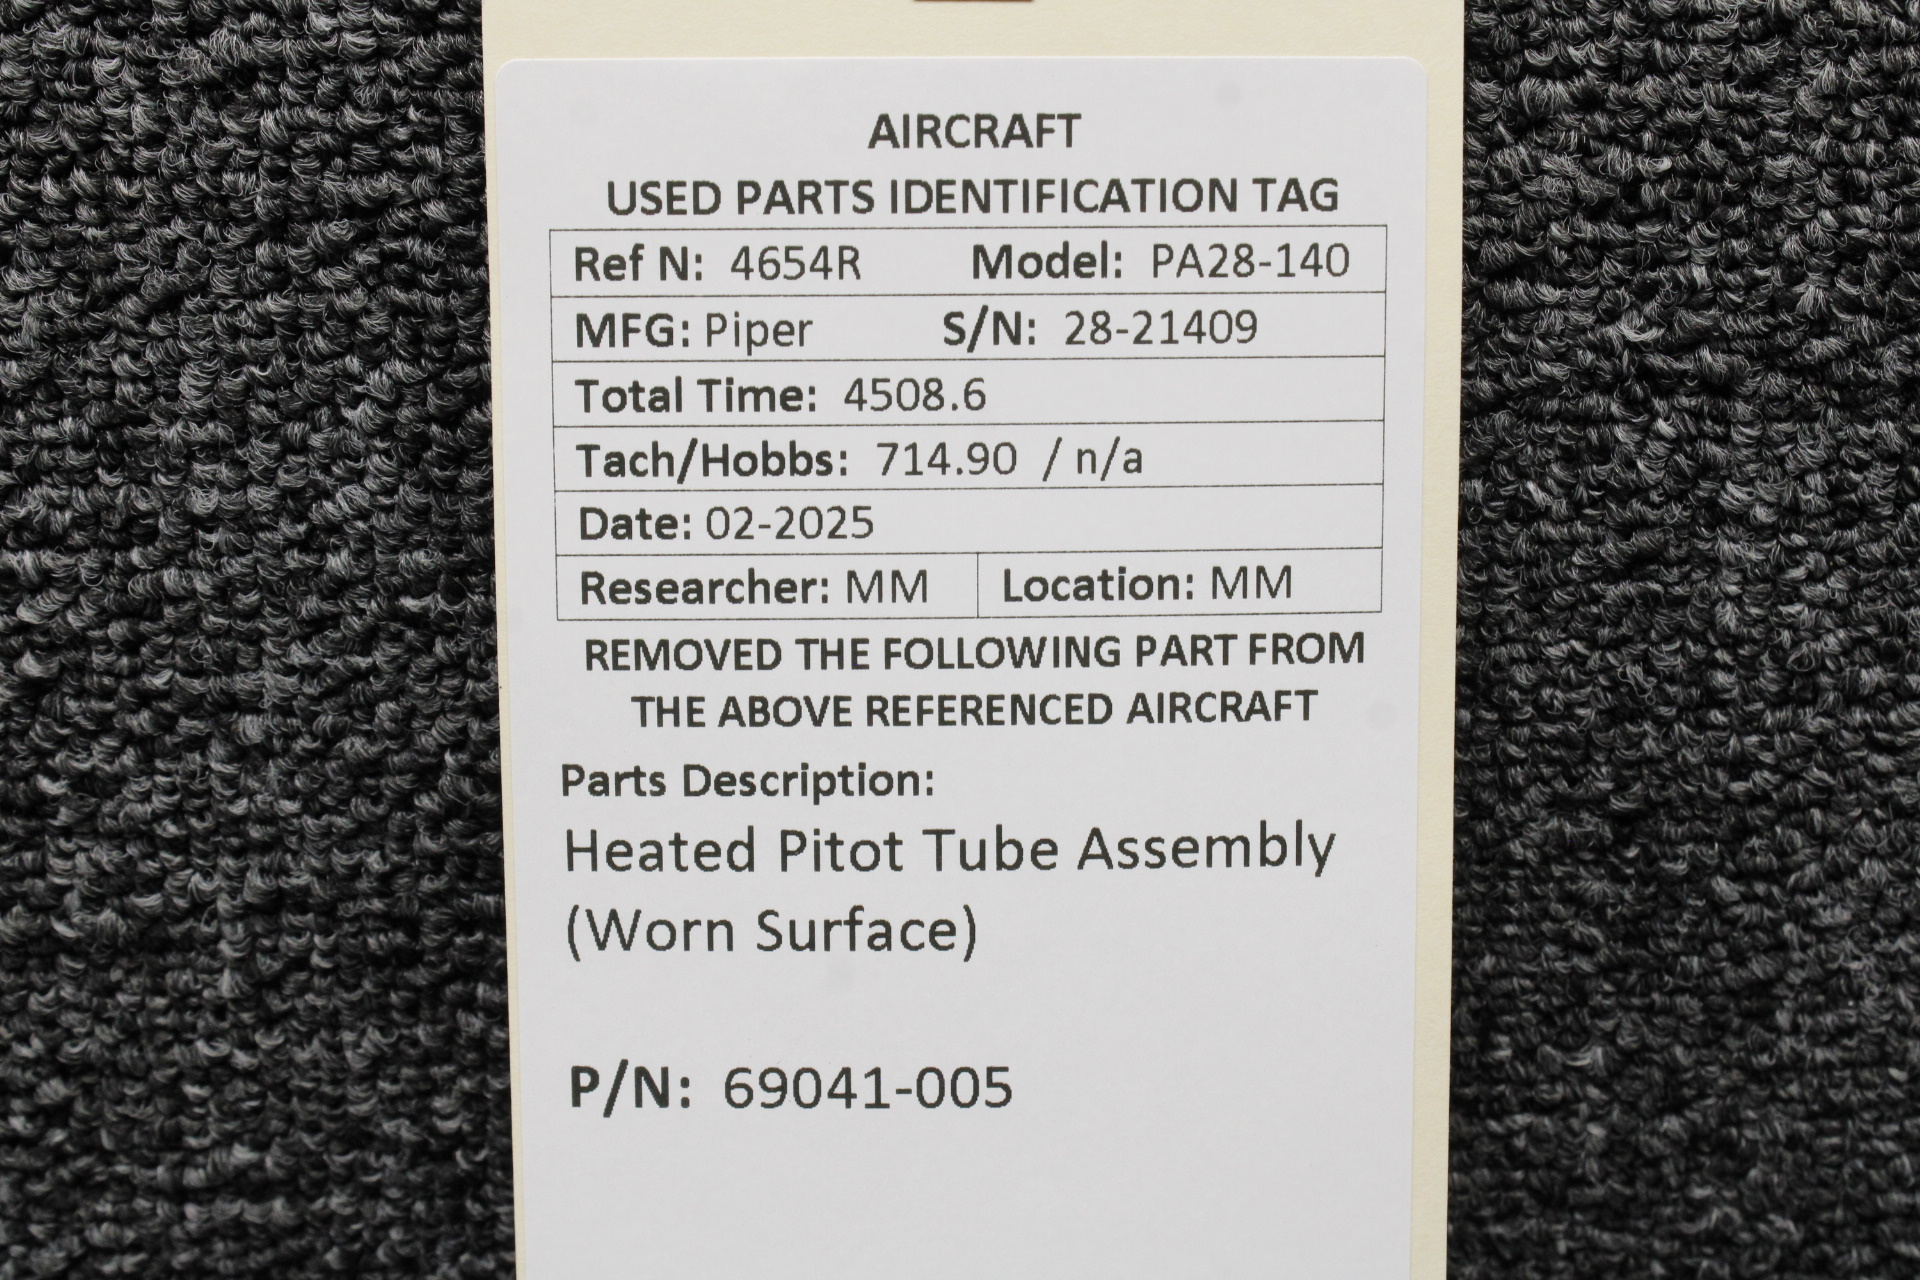 AIRCRAFT
USED PARTS IDENTIFICATION TAG
Ref N: 4654R Model: PA28-140
MFG: Piper S/N: 28-21409
Total Time: 4508.6
Tach/Hobbs: 714.90 / n/a
Date: 02-2025
Researcher: MM Location: MM
REMOVED THE FOLLOWING PART FROM
THE ABOVE REFERENCED AIRCRAFT
Parts Description:
Heated Pitot Tube Assembly
(Worn Surface)
P/N: 69041-005